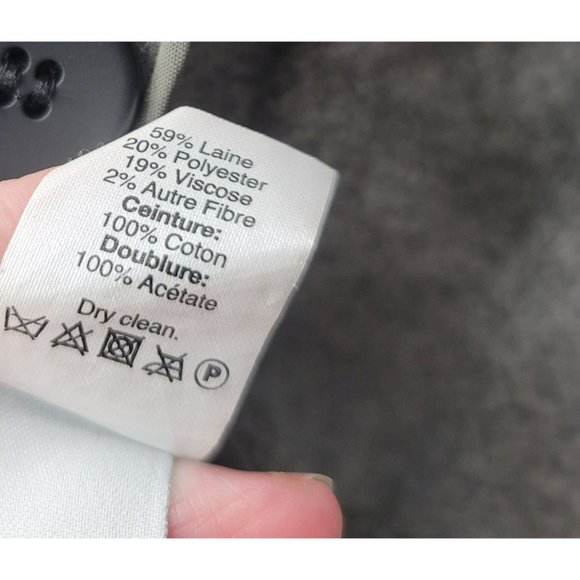 59% Laine
20% Polyester
19% Viscose
2% Autre Fibre
Ceinture:
100% Coton
Doublure:
100% Acétate
Dry clean.
P